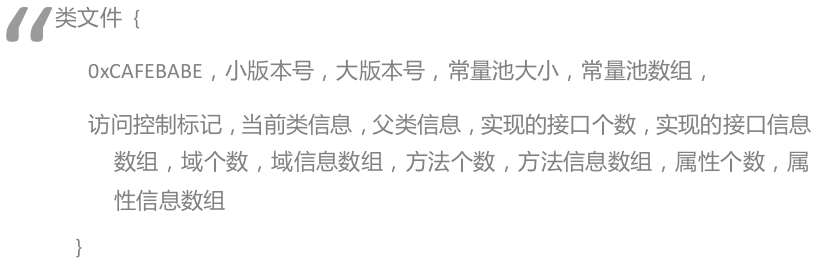 “类文件 {
0xCAFEBABE，小版本号，大版本号，常量池大小，常量池数组，
访问控制标记，当前类信息，父类信息，实现的接口个数，实现的接口信息
数组，域个数，域信息数组，方法个数，方法信息数组，属性个数，属
性信息数组
}